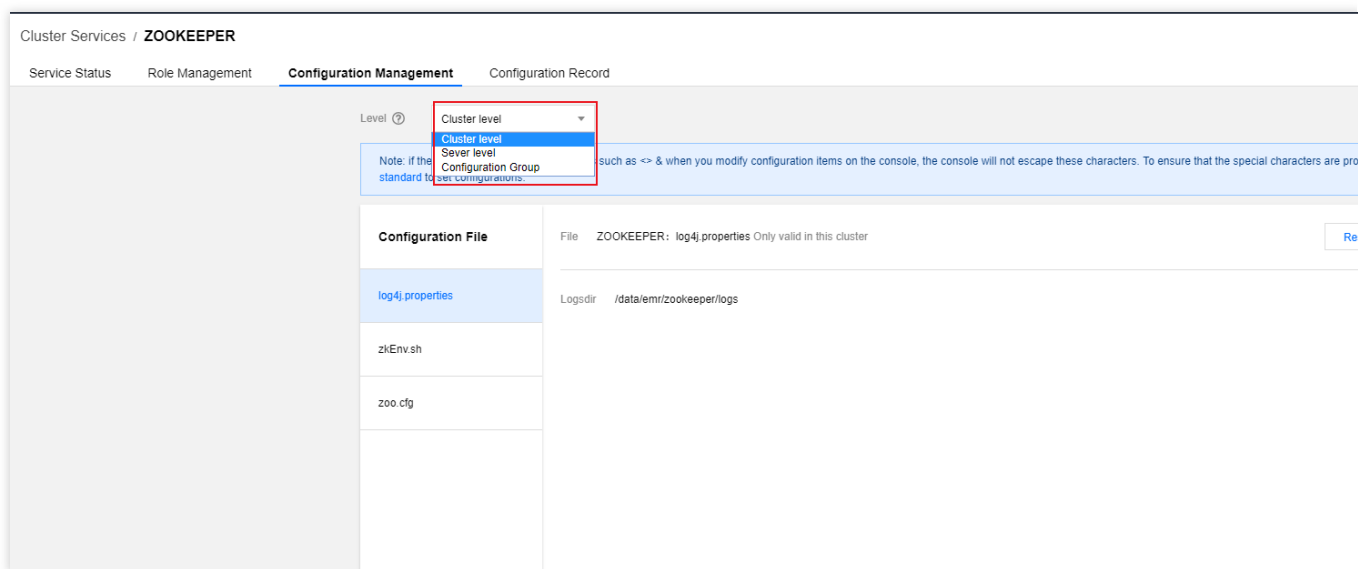 Cluster Services / ZOOKEEPER
Service Status Role Management Configuration Management Configuration Record
Level ? Cluster level
Cluster level
Sever level
Configuration Group
Note: if the such as <> & when you modify configuration items on the console, the console will not escape these characters. To ensure that the special characters are pro
standard to set configurations.
Configuration File
File ZOOKEEPER: log4j.properties Only valid in this cluster
Re
log4j.properties
Logsdir /data/emr/zookeeper/logs
zkEnv.sh
zoo.cfg